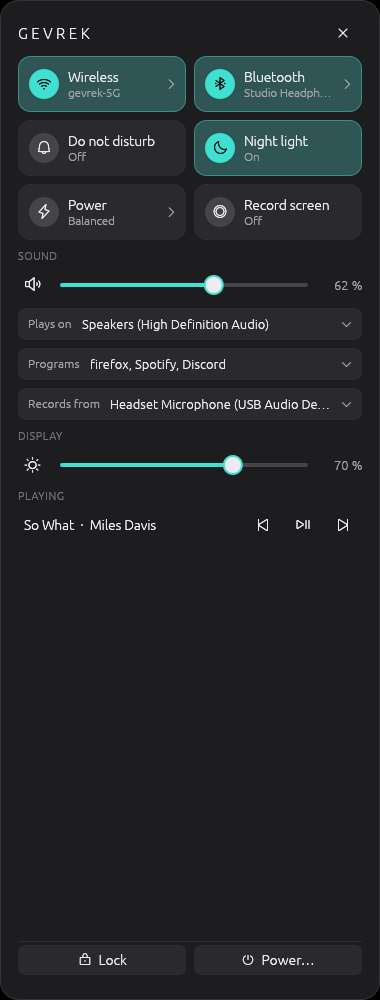 GEVREK
Wireless
gevrek-5G
Bluetooth
Studio Headph...
Do not disturb
Off
Night light
On
Power
Balanced
Record screen
Off
SOUND
62 %
Plays on Speakers (High Definition Audio)
Programs firefox, Spotify, Discord
Records from Headset Microphone (USB Audio De...
DISPLAY
70 %
PLAYING
So What · Miles Davis
Lock
Power...